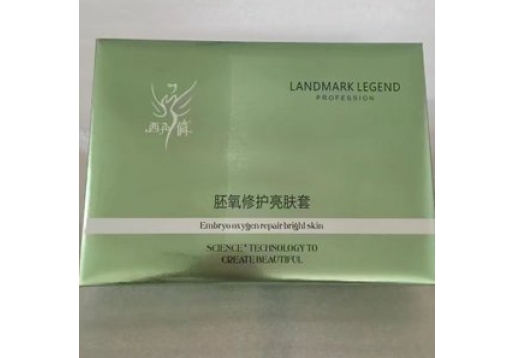 LANDMARK LEGEND
PROFESSION
胚氧修护亮肤套
Embryo oxygen repair bright skin
SCIENCE+TECHNOLOGY TO
CREATE BEAUTIFUL